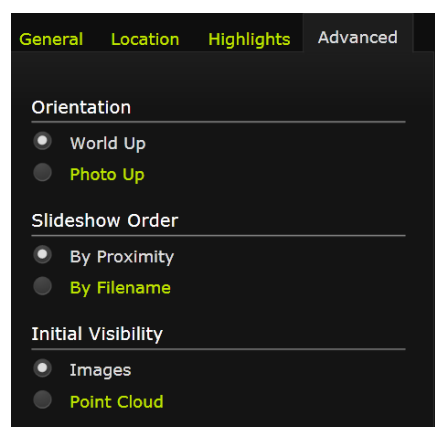 General Location Highlights Advanced
Orientation
World Up
Photo Up
Slideshow Order
By Proximity
By Filename
Initial Visibility
Images
Point Cloud